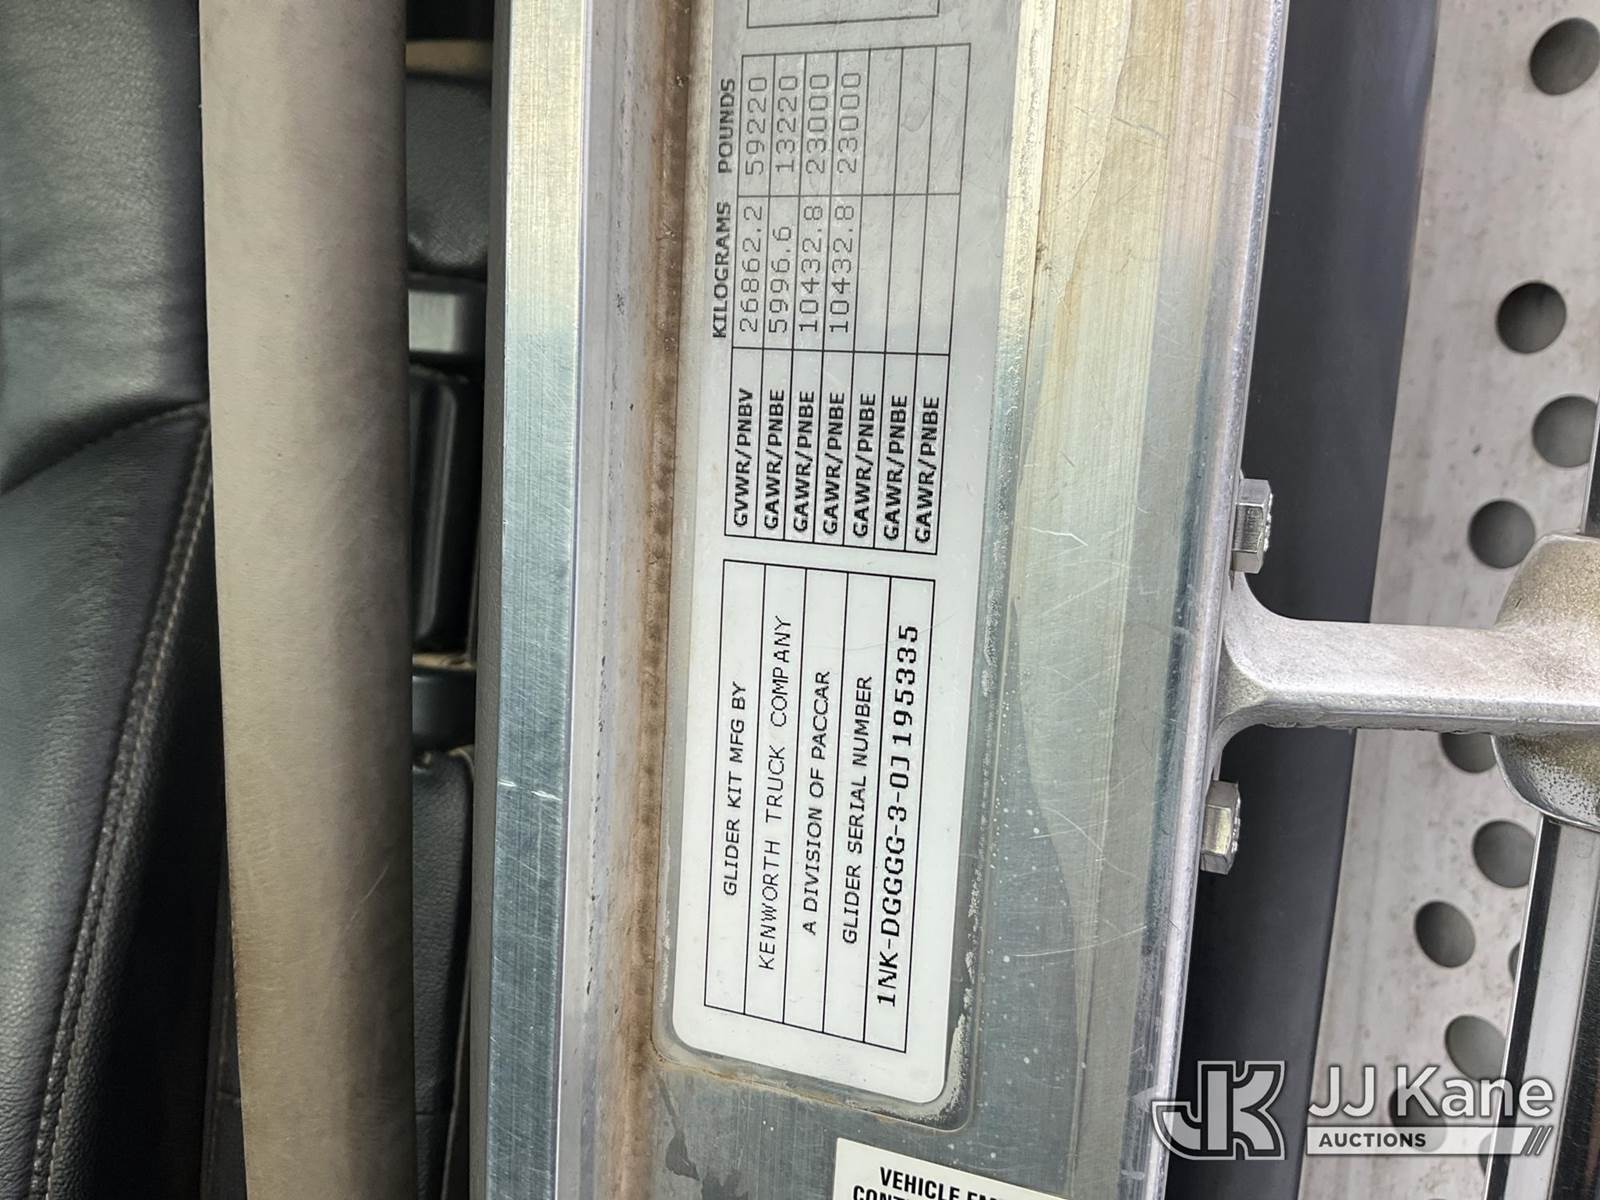 GLIDER KIT MFG BY
KENWORTH TRUCK COMPANY
A DIVISION OF PACCAR
GLIDER SERIAL NUMBER
1NK-DGGGG-3-0J195335
KILOGRAMS POUNDS
GVWR/PNBV 26862.2 59220
GAWR/PNBE 5996.6 13220
GAWR/PNBE 10432.8 23000
GAWR/PNBE 10432.8 23000
GAWR/PNBE
GAWR/PNBE
GAWR/PNBE
VEHICLE
JK
JJ Kane
AUCTIONS